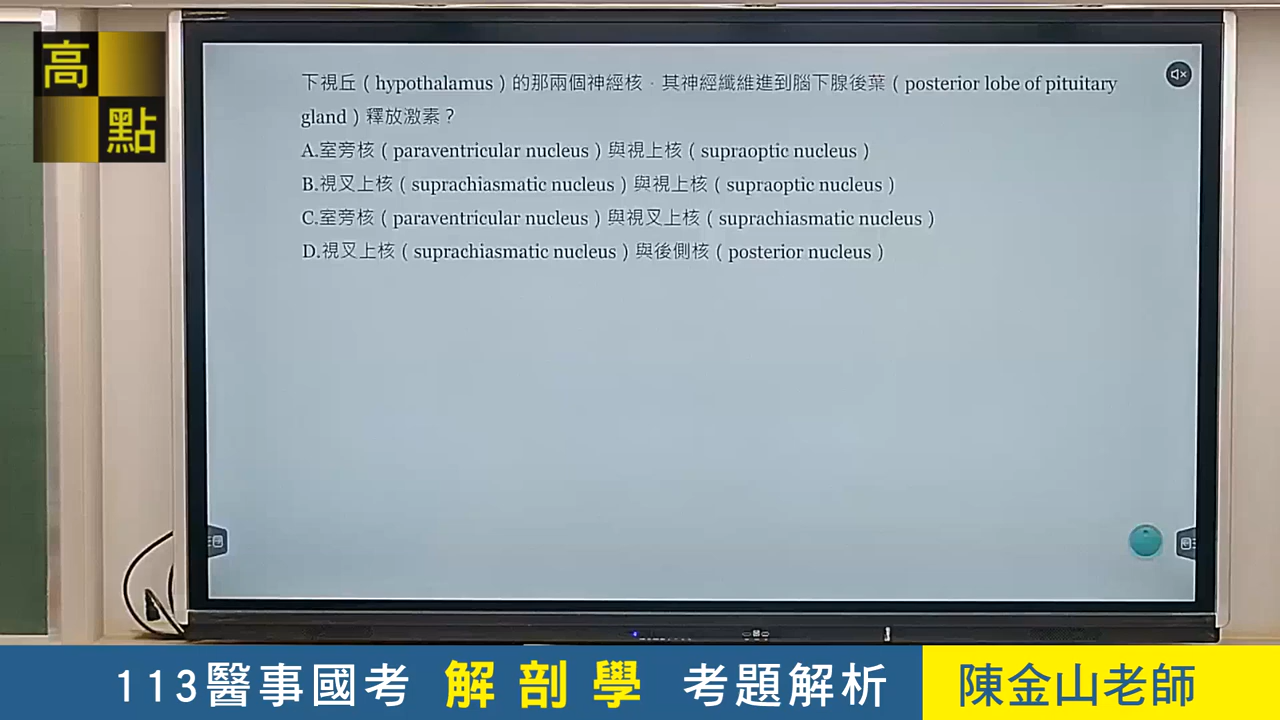 高
點
下視丘（hypothalamus）的那兩個神經核﹐其神經纖維進到腦下腺後葉（posterior lobe of pituitary
gland）釋放激素？
A.室旁核（paraventricular nucleus）與視上核（supraoptic nucleus）
B.視叉上核（suprachiasmatic nucleus）與視上核（supraoptic nucleus）
C.室旁核（paraventricular nucleus）與視叉上核（suprachiasmatic nucleus）
D.視叉上核（suprachiasmatic nucleus）與後側核（posterior nucleus）
113醫事國考 解剖學 考題解析 陳金山老師